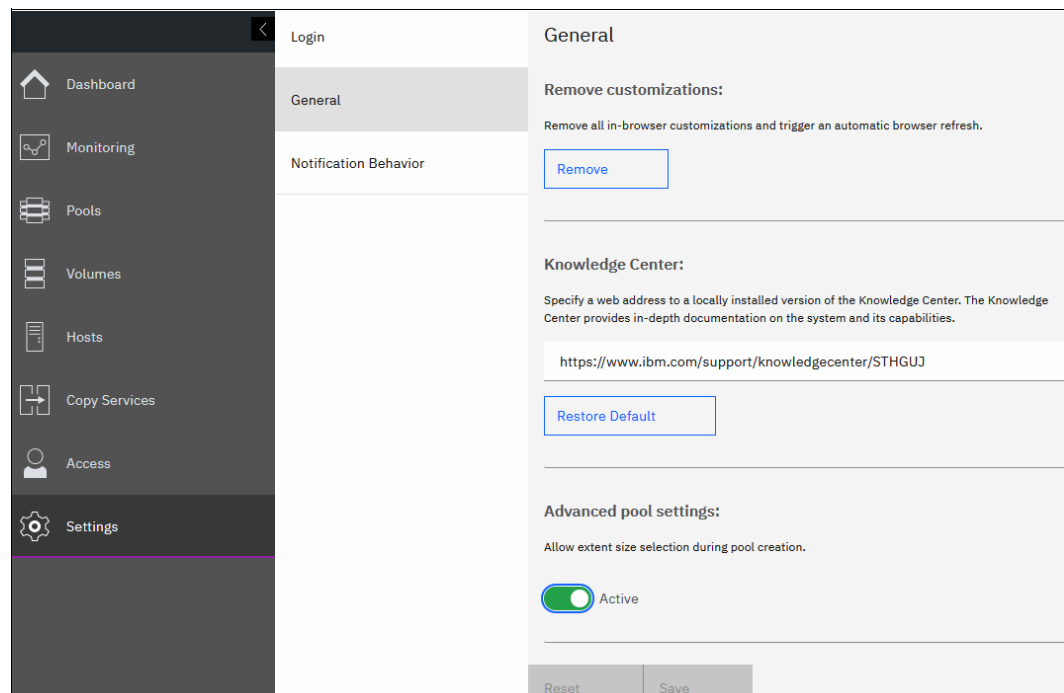 Dashboard
Monitoring
Pools
Volumes
Hosts
Copy Services
Access
Settings
Login
General
Notification Behavior
General
Remove customizations:
Remove all in-browser customizations and trigger an automatic browser refresh.
Remove
Knowledge Center:
Specify a web address to a locally installed version of the Knowledge Center. The Knowledge
Center provides in-depth documentation on the system and its capabilities.
https://www.ibm.com/support/knowledgecenter/STHGUJ
Restore Default
Advanced pool settings:
Allow extent size selection during pool creation.
Active
Reset
Save